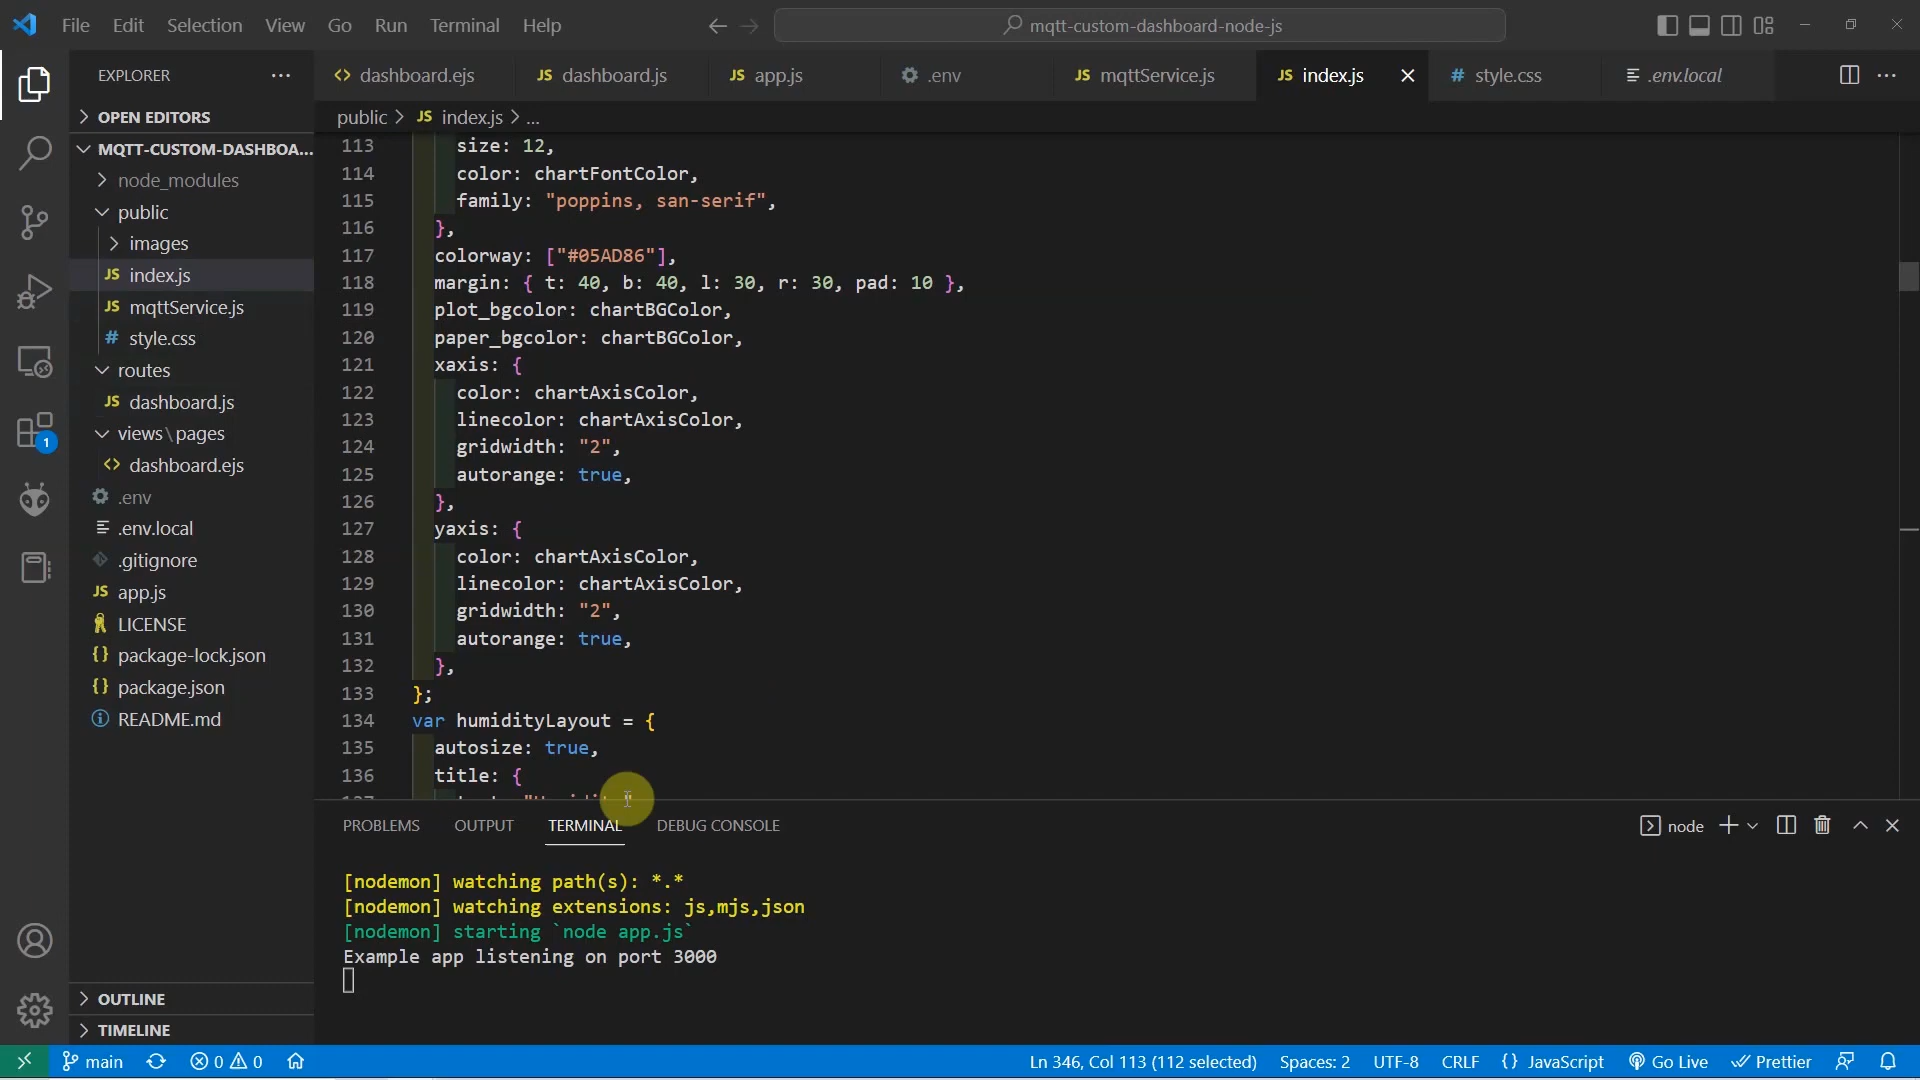 File Edit Selection View Go Run Terminal Help
mqtt-custom-dashboard-node-js
EXPLORER
dashboard.ejs
JS dashboard.js
JS app.js
.env
JS mqttService.js
JS index.js
# style.css
.env.local
public > JS index.js > ...
OPEN EDITORS
MQTT-CUSTOM-DASHBOA...
node_modules
public
images
JS index.js
JS mqttService.js
# style.css
routes
JS dashboard.js
views\pages
dashboard.ejs
.env
.env.local
.gitignore
JS app.js
LICENSE
{} package-lock.json
{} package.json
README.md
OUTLINE
TIMELINE
1
113 size: 12,
114 color: chartFontColor,
115 family: "poppins, san-serif",
116 },
117 colorway: ["#05AD86"],
118 margin: { t: 40, b: 40, l: 30, r: 30, pad: 10 },
119 plot_bgcolor: chartBGColor,
120 paper_bgcolor: chartBGColor,
121 xaxis: {
122 color: chartAxisColor,
123 linecolor: chartAxisColor,
124 gridwidth: "2",
125 autorange: true,
126 },
127 yaxis: {
128 color: chartAxisColor,
129 linecolor: chartAxisColor,
130 gridwidth: "2",
131 autorange: true,
132 },
133 };
134 var humidityLayout = {
135 autosize: true,
136 title: {
PROBLEMS OUTPUT TERMINAL DEBUG CONSOLE
node
[nodemon] watching path(s): *.*
[nodemon] watching extensions: js,mjs,json
[nodemon] starting `node app.js`
Example app listening on port 3000
main
0 0
Ln 346, Col 113 (112 selected)
Spaces: 2
UTF-8
CRLF
{} JavaScript
Go Live
Prettier